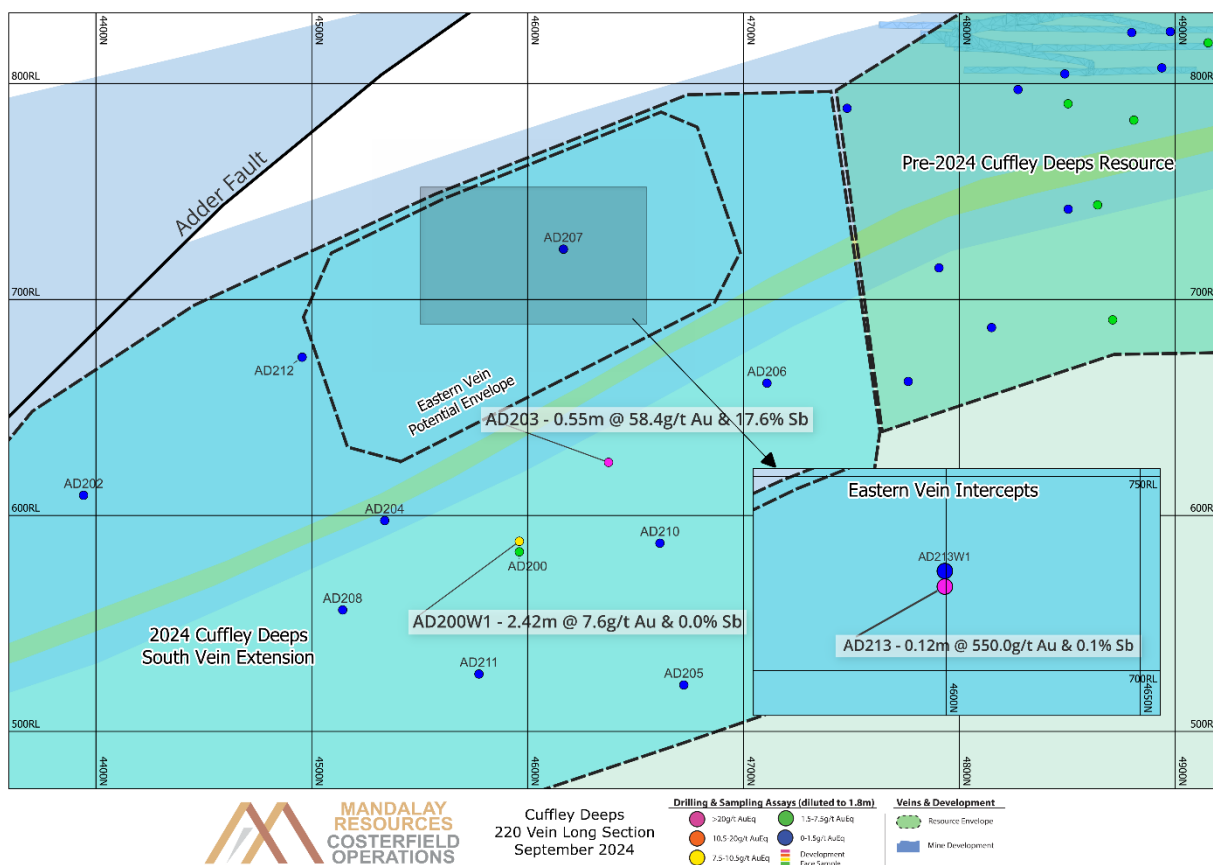 4400N
4500N
4600N
4700N
4800N
4900N
800RL
Adder Fault
Pre-2024 Cuffley Deeps Resource
AD207
700RL
AD212
AD206
Eastern Vein
Potential Envelope
AD203 - 0.55m @ 58.4g/t Au & 17.6% Sb
AD202
600RL
AD204
AD210
AD200
AD208
AD200W1 - 2.42m @ 7.6g/t Au & 0.0% Sb
2024 Cuffley Deeps
South Vein Extension
AD211
AD205
500RL
Eastern Vein Intercepts
750RL
AD213W1
AD213 - 0.12m @ 550.0g/t Au & 0.1% Sb
700RL
4600N
4650N
4400N
4500N
4600N
4700N
4800N
4900N
MANDALAY
RESOURCES
COSTERFIELD
OPERATIONS
Cuffley Deeps
220 Vein Long Section
September 2024
Drilling & Sampling Assays (diluted to 1.8m)
>20g/t AuEq
1.5-7.5g/t AuEq
10.5-20g/t AuEq
0-1.5g/t AuEq
7.5-10.5g/t AuEq
Development
Face Sample
Veins & Development
Resource Envelope
Mine Development